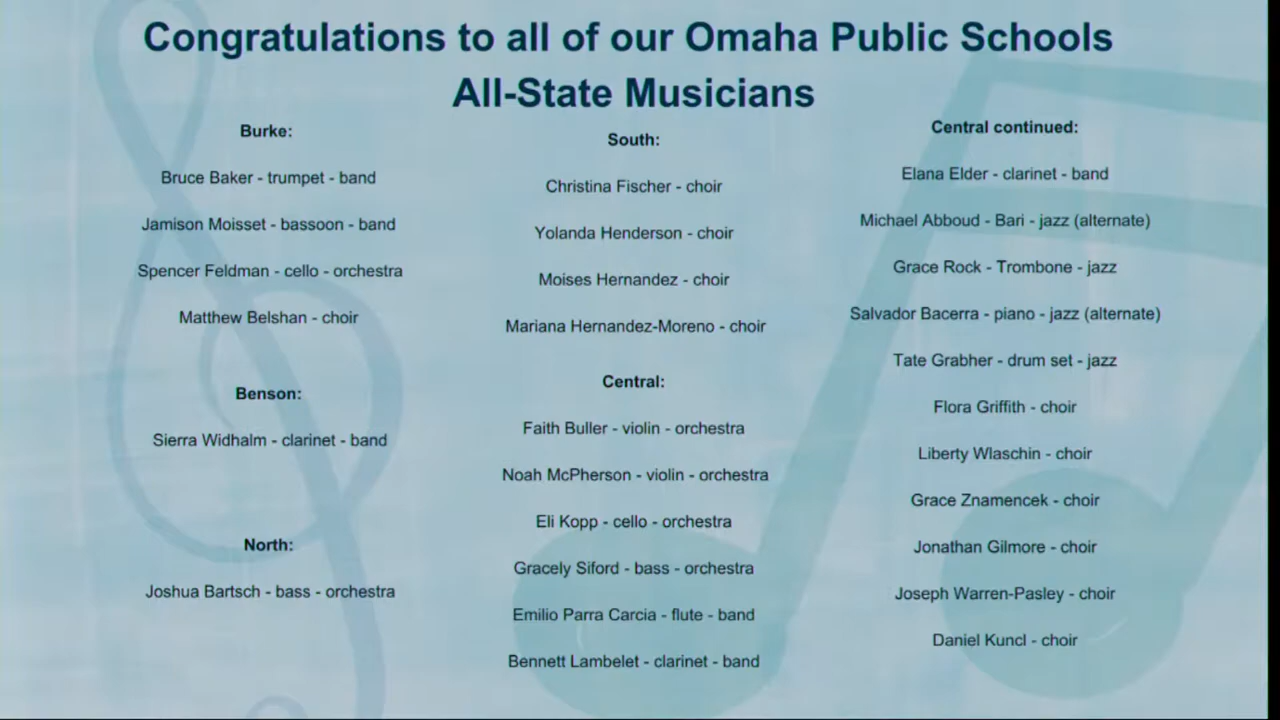 Congratulations to all of our Omaha Public Schools
All-State Musicians
Burke:
Bruce Baker - trumpet - band
Jamison Moisset - bassoon - band
Spencer Feldman - cello - orchestra
Matthew Belshan - choir
Benson:
Sierra Widhalm - clarinet - band
North:
Joshua Bartsch - bass - orchestra
South:
Christina Fischer - choir
Yolanda Henderson - choir
Moises Hernandez - choir
Mariana Hernandez-Moreno - choir
Central:
Faith Buller - violin - orchestra
Noah McPherson - violin - orchestra
Eli Kopp - cello - orchestra
Gracely Siford - bass - orchestra
Emilio Parra Carcia - flute - band
Bennett Lambelet - clarinet - band
Central continued:
Elana Elder - clarinet - band
Michael Abboud - Bari - jazz (alternate)
Grace Rock - Trombone - jazz
Salvador Bacerra - piano - jazz (alternate)
Tate Grabher - drum set - jazz
Flora Griffith - choir
Liberty Wlaschin - choir
Grace Znamencek - choir
Jonathan Gilmore - choir
Joseph Warren-Pasley - choir
Daniel Kuncl - choir